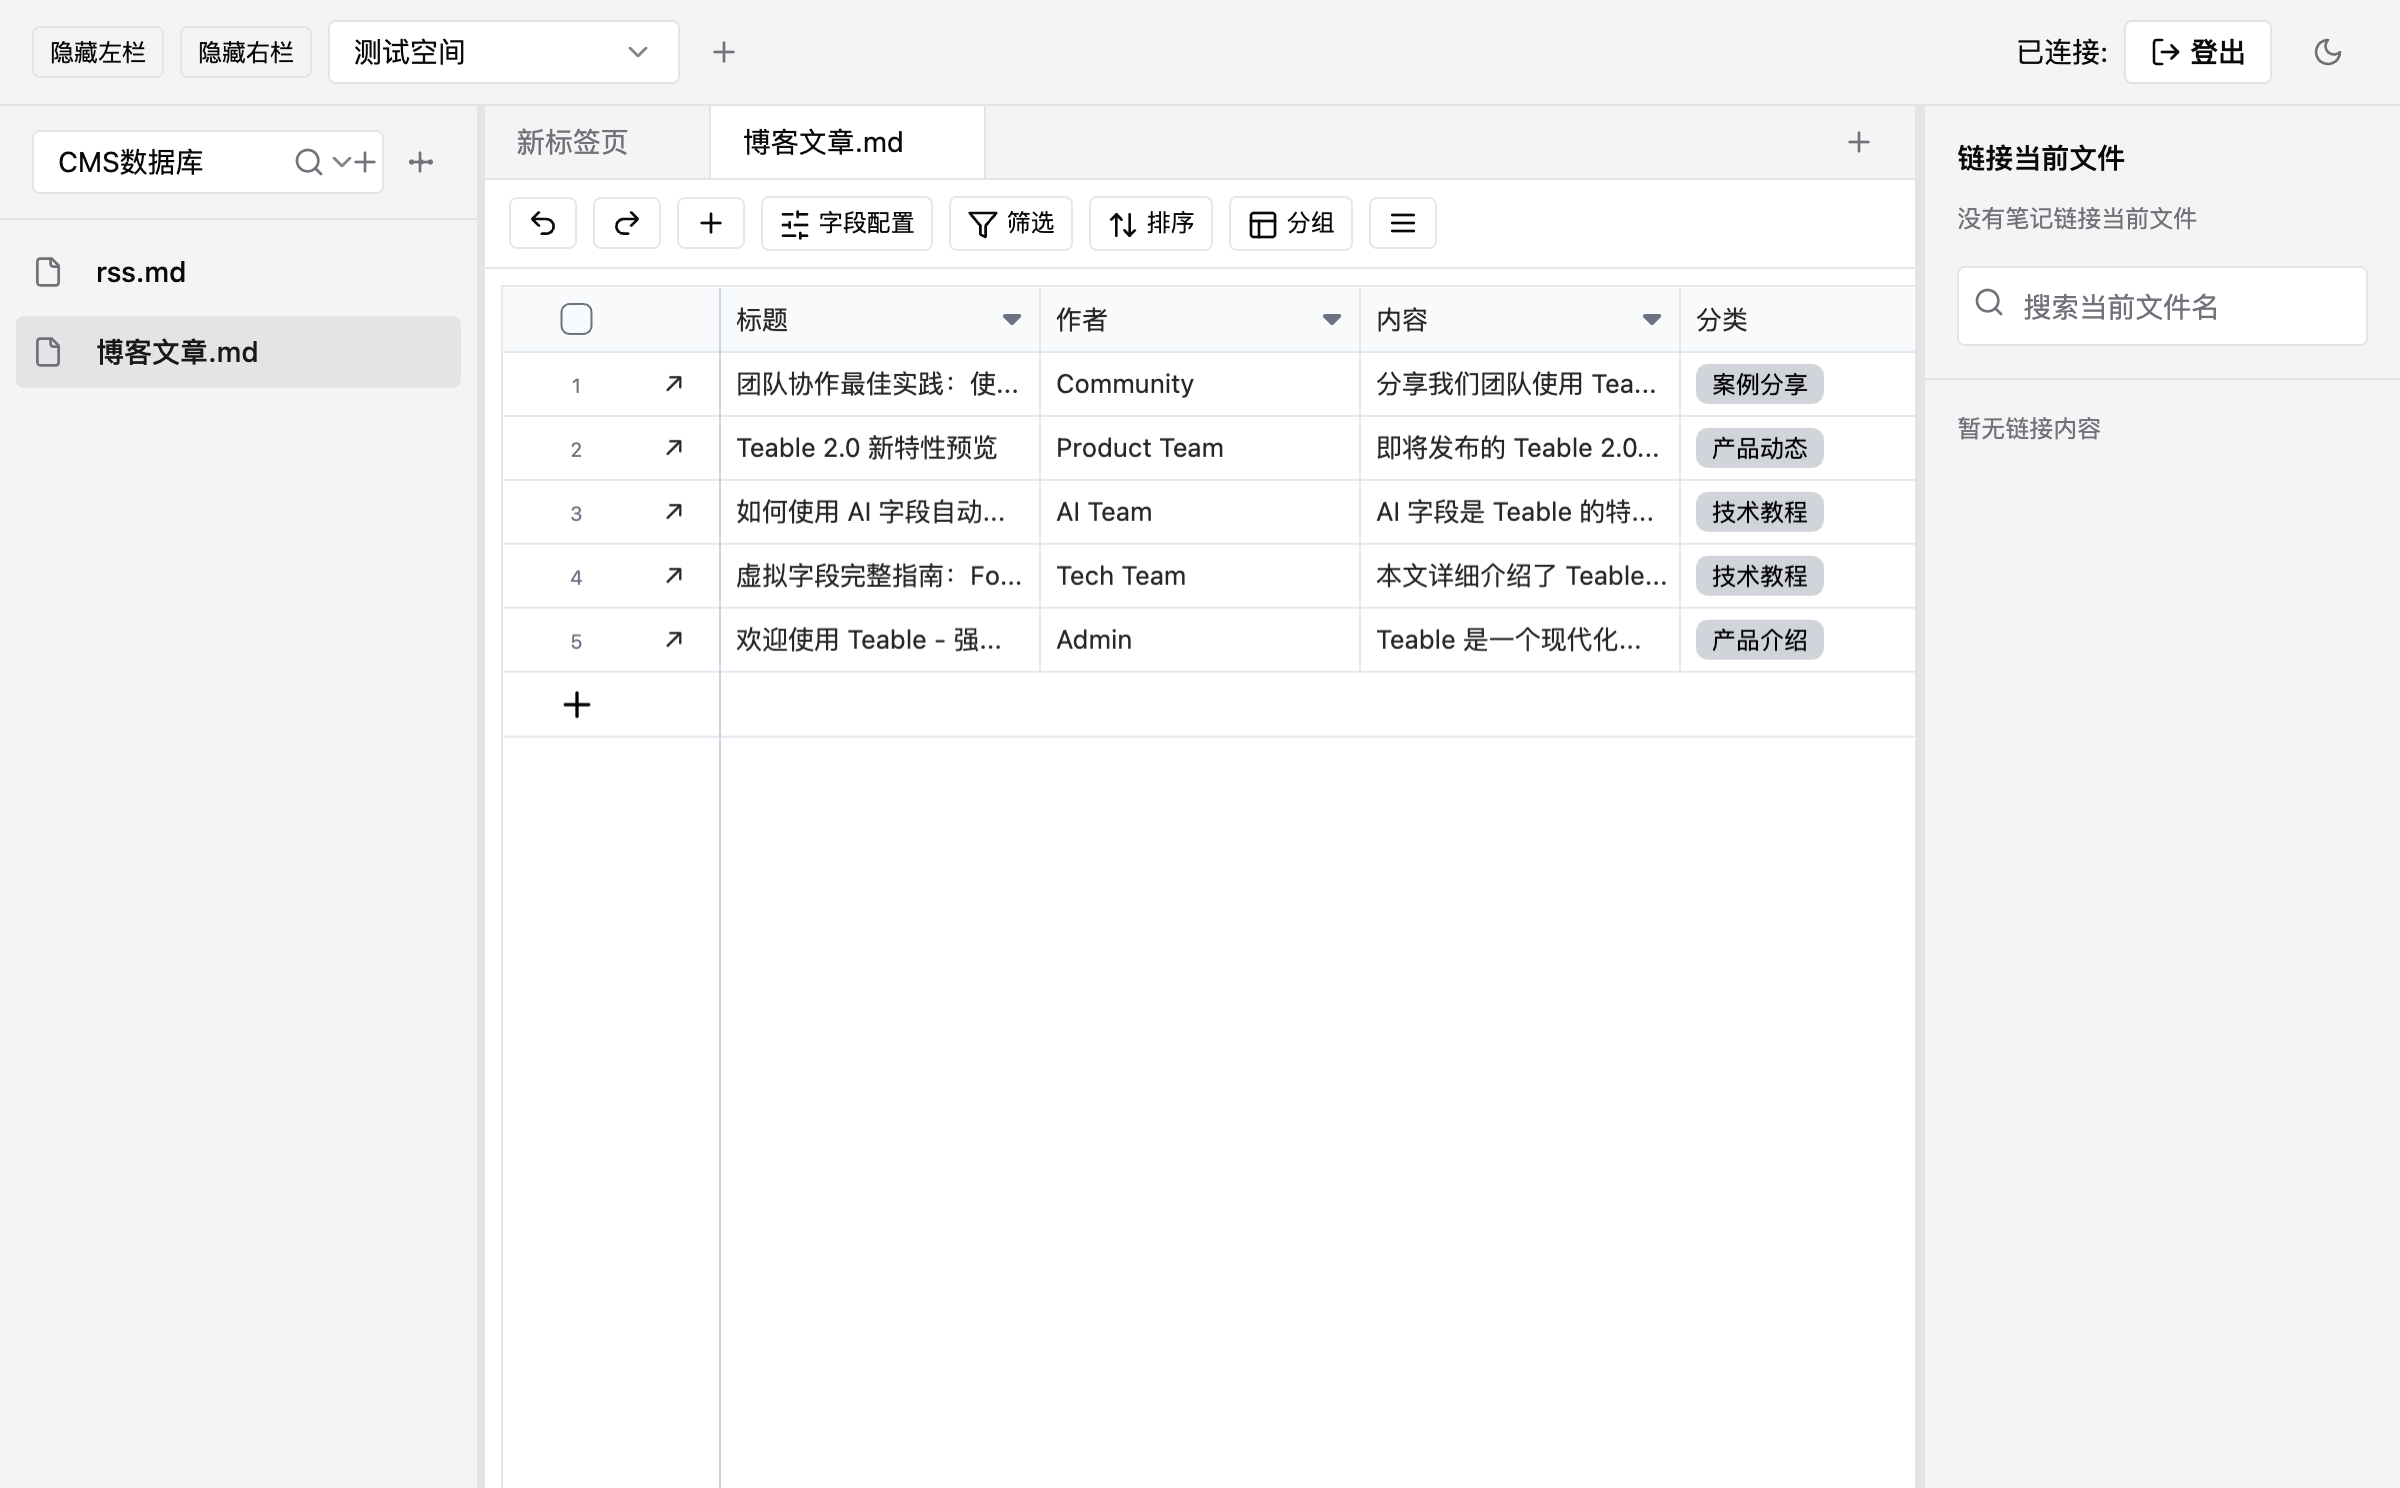 隐藏左栏 隐藏右栏 测试空间 已连接: 登出
CMS数据库
rss.md
博客文章.md
新标签页 博客文章.md
字段配置 筛选 排序 分组
标题 作者 内容 分类
1 团队协作最佳实践：使... Community 分享我们团队使用 Tea... 案例分享
2 Teable 2.0 新特性预览 Product Team 即将发布的 Teable 2.0... 产品动态
3 如何使用 AI 字段自动... AI Team AI 字段是 Teable 的特... 技术教程
4 虚拟字段完整指南：Fo... Tech Team 本文详细介绍了 Teable... 技术教程
5 欢迎使用 Teable - 强... Admin Teable 是一个现代化... 产品介绍
链接当前文件
没有笔记链接当前文件
搜索当前文件名
暂无链接内容